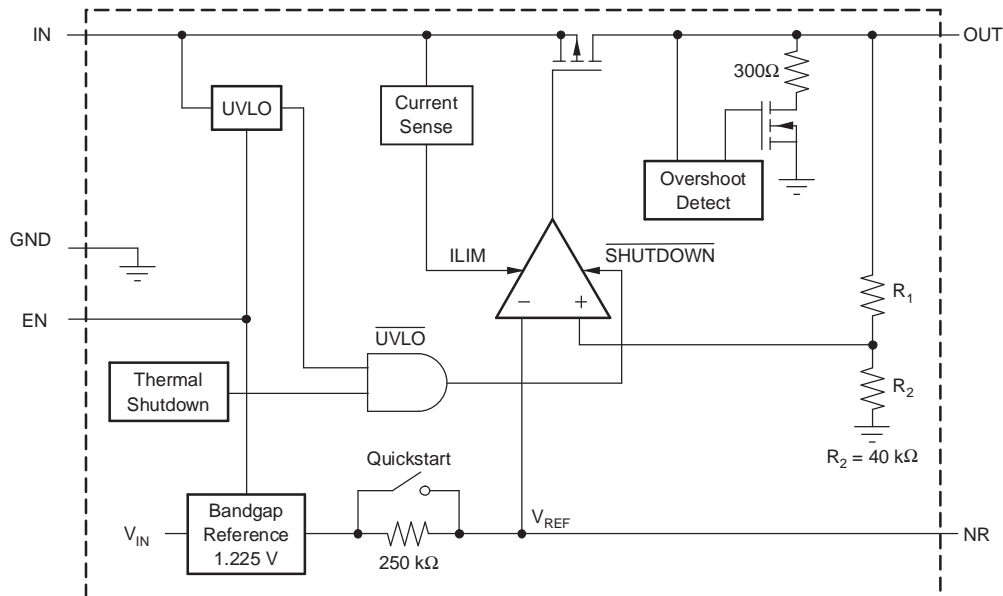 IN
OUT
300Ω
UVLO
Current
Sense
Overshoot
Detect
GND
ILIM
SHUTDOWN
− +
R1
EN
UVLO
Thermal
Shutdown
R2
R2 = 40 kΩ
Quickstart
Bandgap
Reference
1.225 V
VIN
VREF
NR
250 kΩ